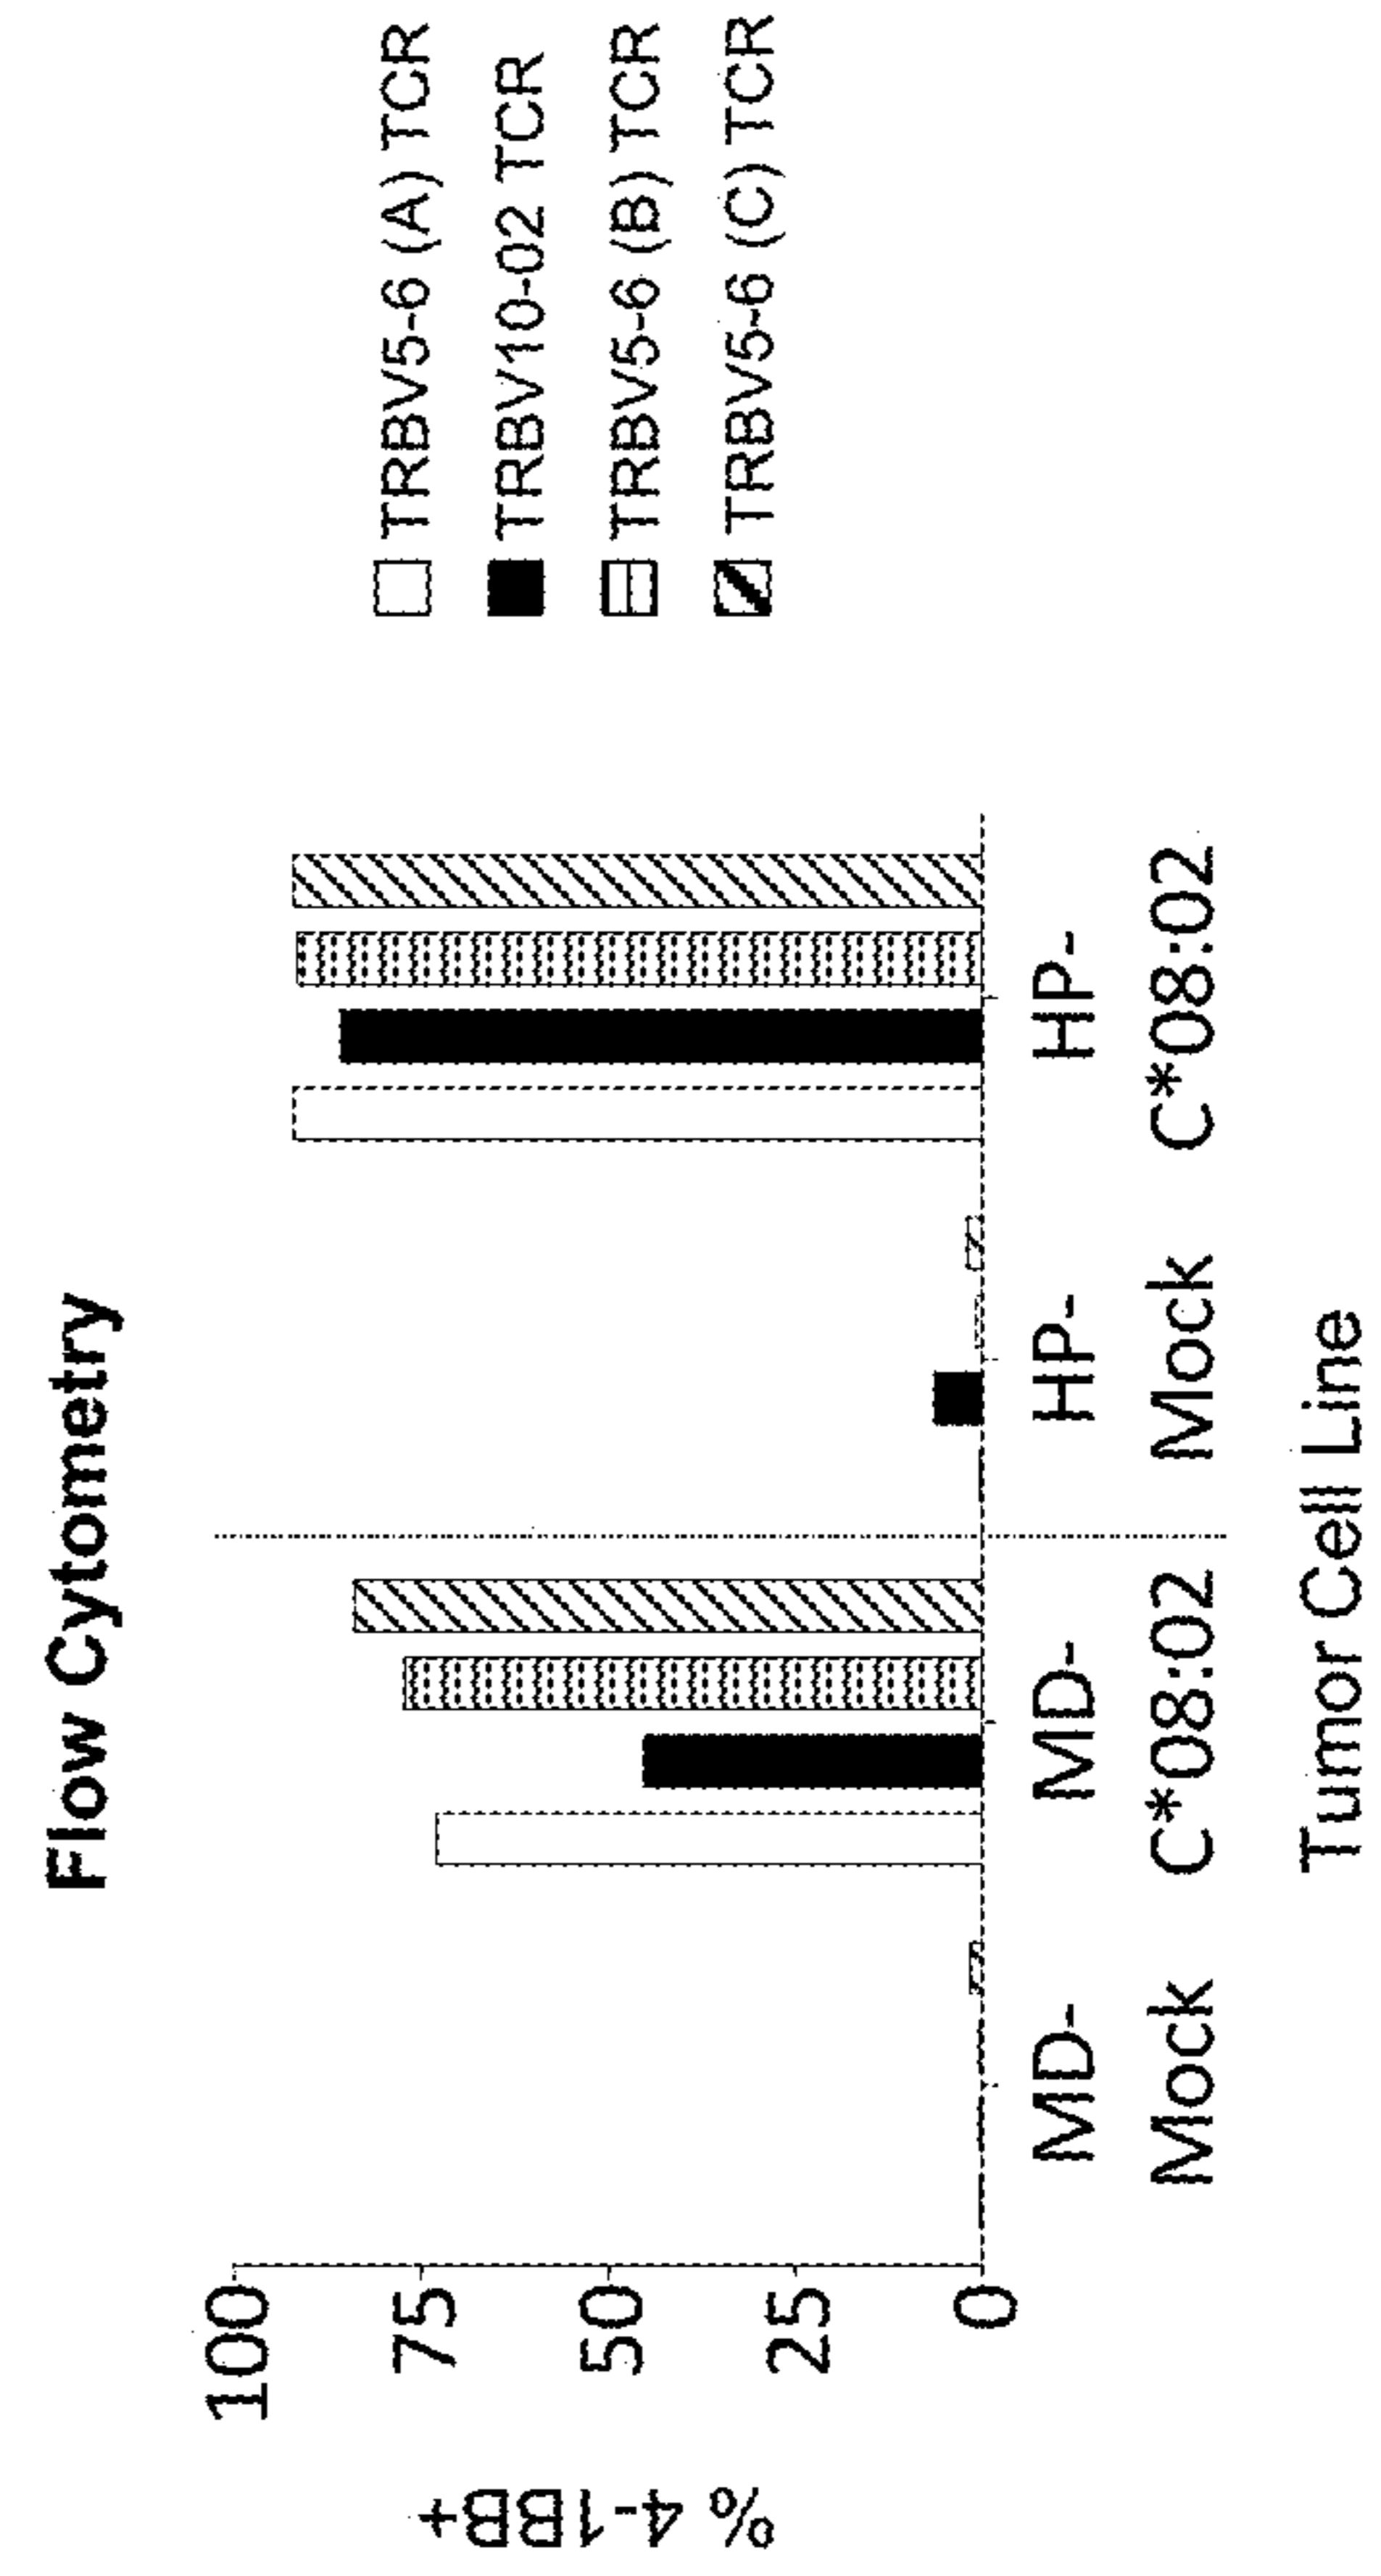 Flow Cytometry
% 4-1BB+
100
75
50
25
0
MD-
Mock
MD-
C*08:02
HP-
Mock
HP-
C*08:02
Tumor Cell Line
TRBV5-6 (A) TCR
TRBV10-02 TCR
TRBV5-6 (B) TCR
TRBV5-6 (C) TCR